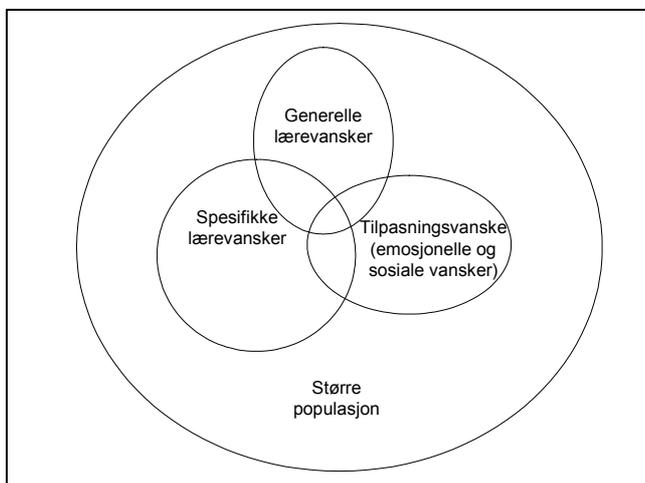 Generelle
lærevansker
Spesifikke
lærevansker
Tilpasningsvanske
(emosjonelle og
sosiale vansker)
Større
populasjon